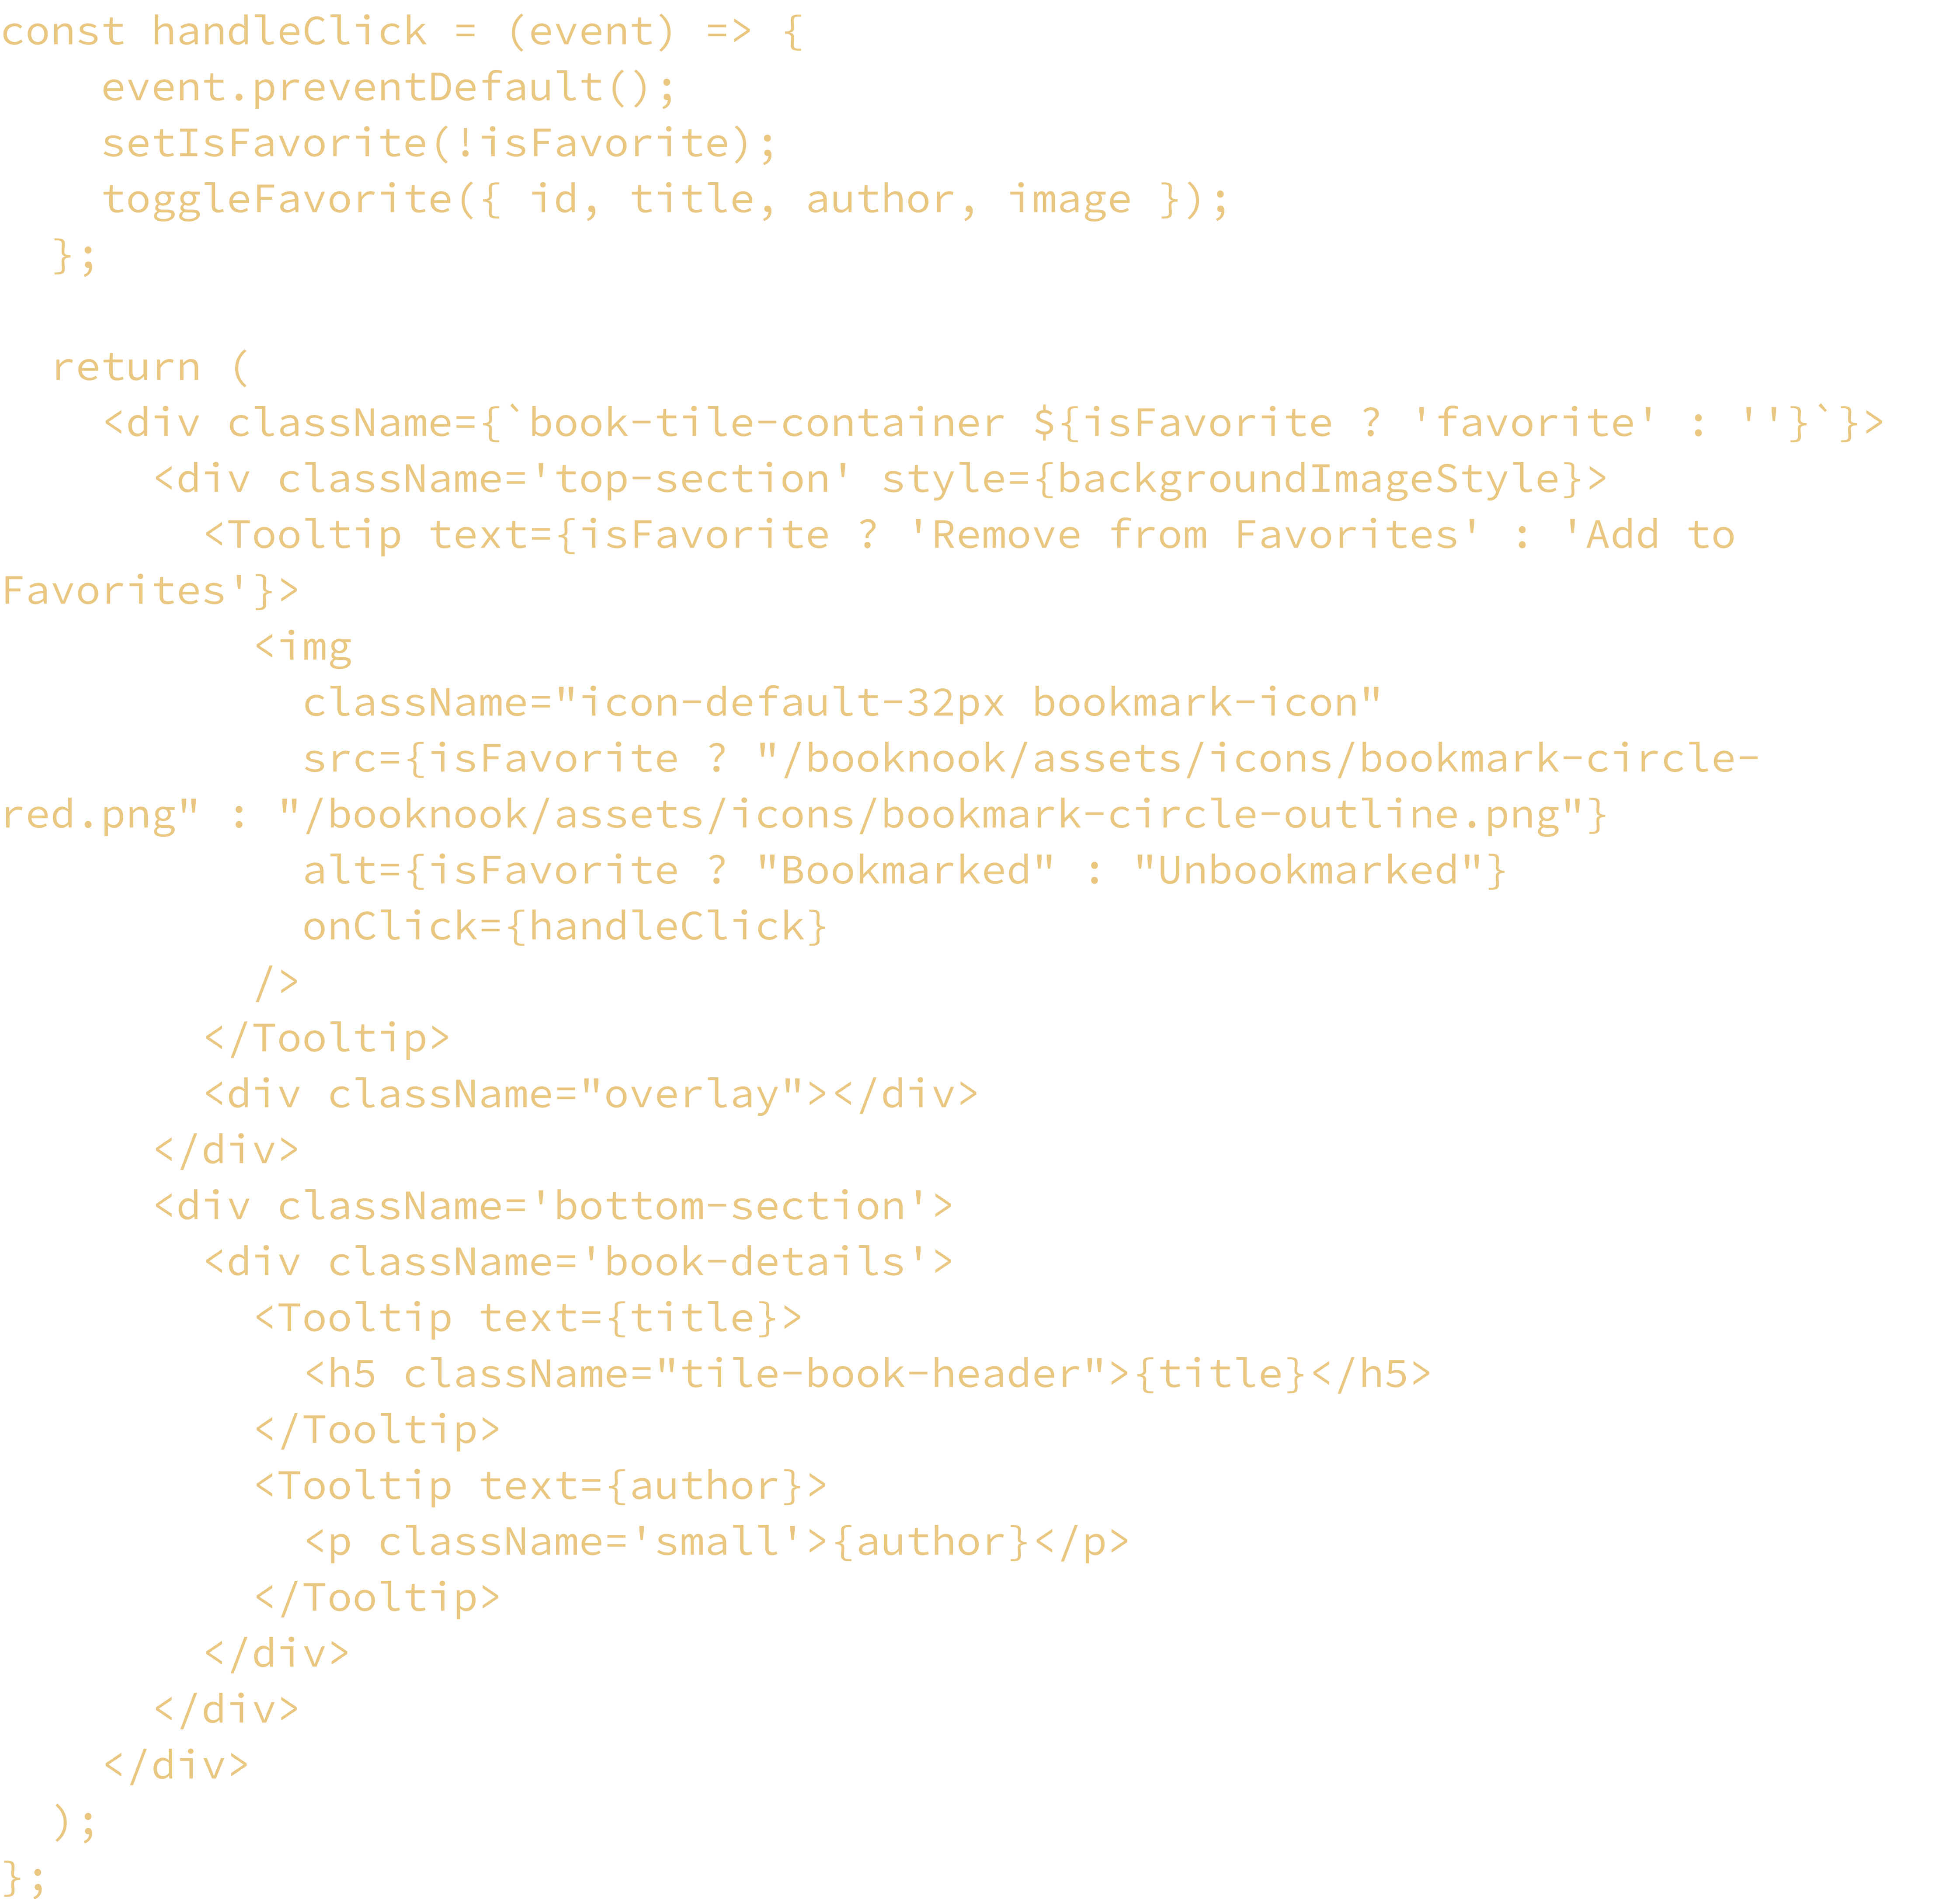 const handleClick = (event) => {
    event.preventDefault();
    setIsFavorite(!isFavorite);
    toggleFavorite({ id, title, author, image });
  };

  return (
    <div className={`book-tile-container ${isFavorite ? 'favorite' : ''}`}>
      <div className='top-section' style={backgroundImageStyle}>
        <Tooltip text={isFavorite ? 'Remove from Favorites' : 'Add to
Favorites'}>
          <img
            className="icon-default-32px bookmark-icon"
            src={isFavorite ? "/booknook/assets/icons/bookmark-circle-
red.png" : "/booknook/assets/icons/bookmark-circle-outline.png"}
            alt={isFavorite ? "Bookmarked" : "Unbookmarked"}
            onClick={handleClick}
          />
        </Tooltip>
        <div className="overlay"></div>
      </div>
      <div className='bottom-section'>
        <div className='book-details'>
          <Tooltip text={title}>
            <h5 className="tile-book-header">{title}</h5>
          </Tooltip>
          <Tooltip text={author}>
            <p className='small'>{author}</p>
          </Tooltip>
        </div>
      </div>
    </div>
  );
};